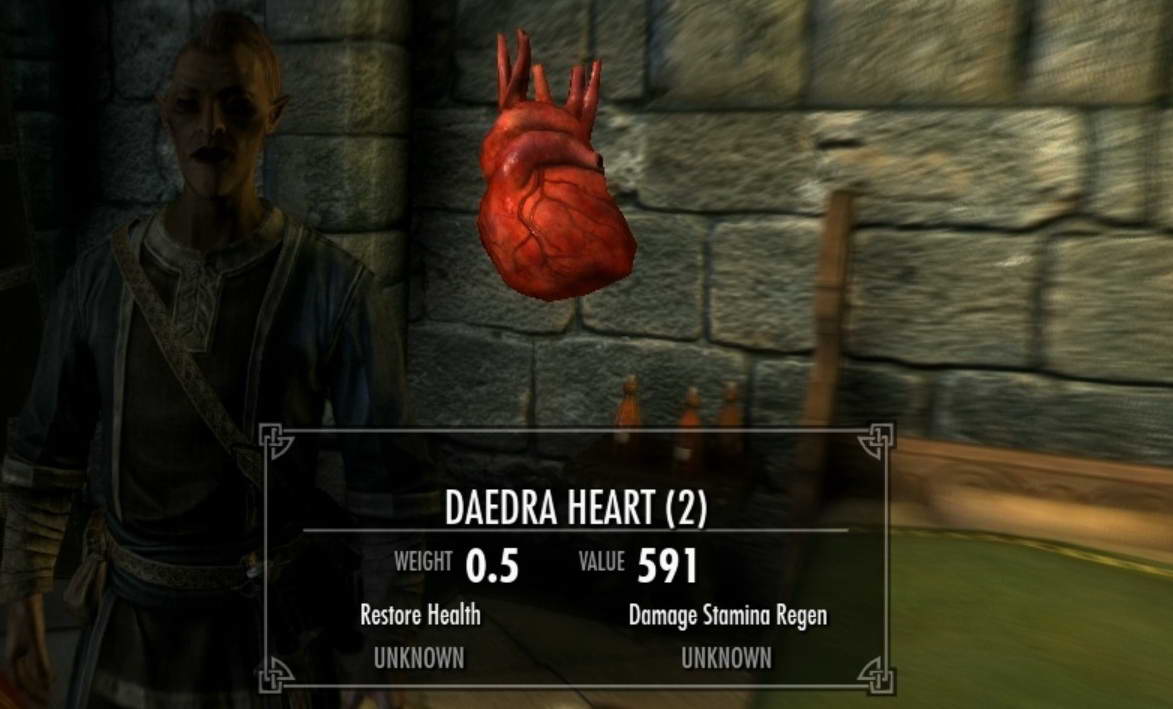 DAEDRA HEART (2)
WEIGHT 0.5 VALUE 591
Restore Health Damage Stamina Regen
UNKNOWN UNKNOWN